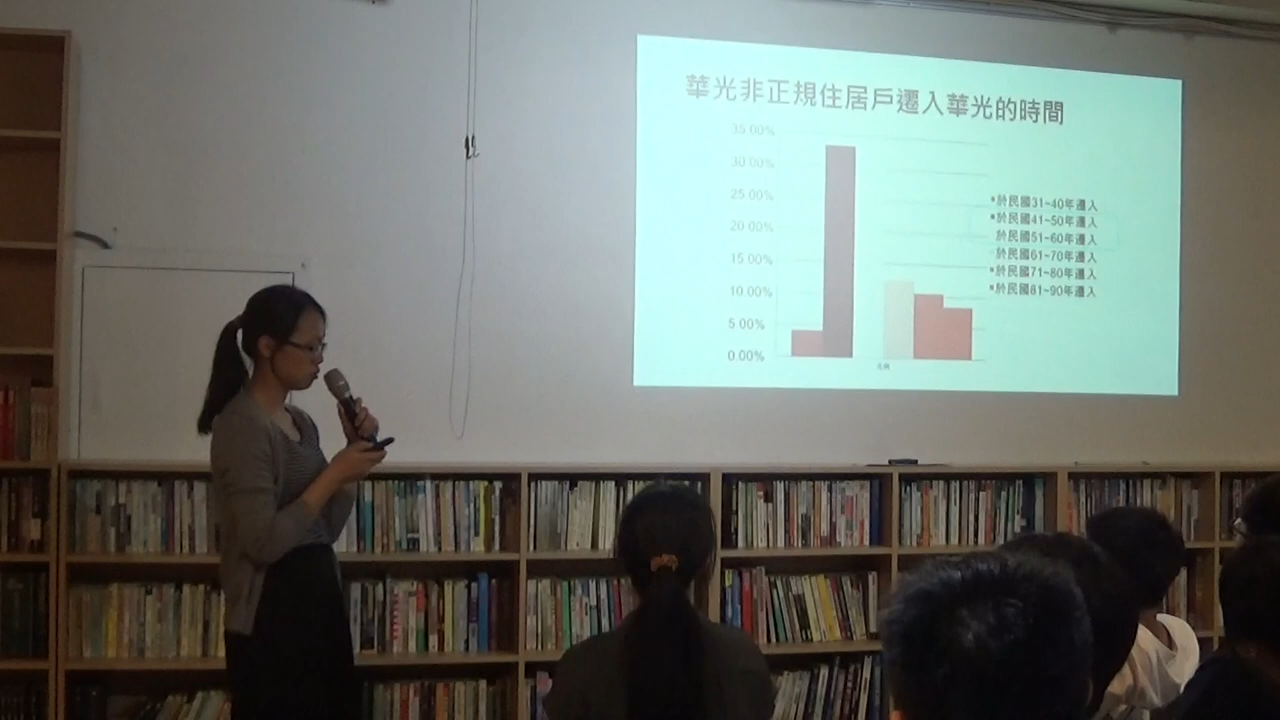 華光非正規住居戶遷入華光的時間
35.00%
30.00%
25.00%
20.00%
15.00%
10.00%
5.00%
0.00%
於民國31~40年遷入
於民國41~50年遷入
於民國51~60年遷入
於民國61~70年遷入
於民國71~80年遷入
於民國81~90年遷入